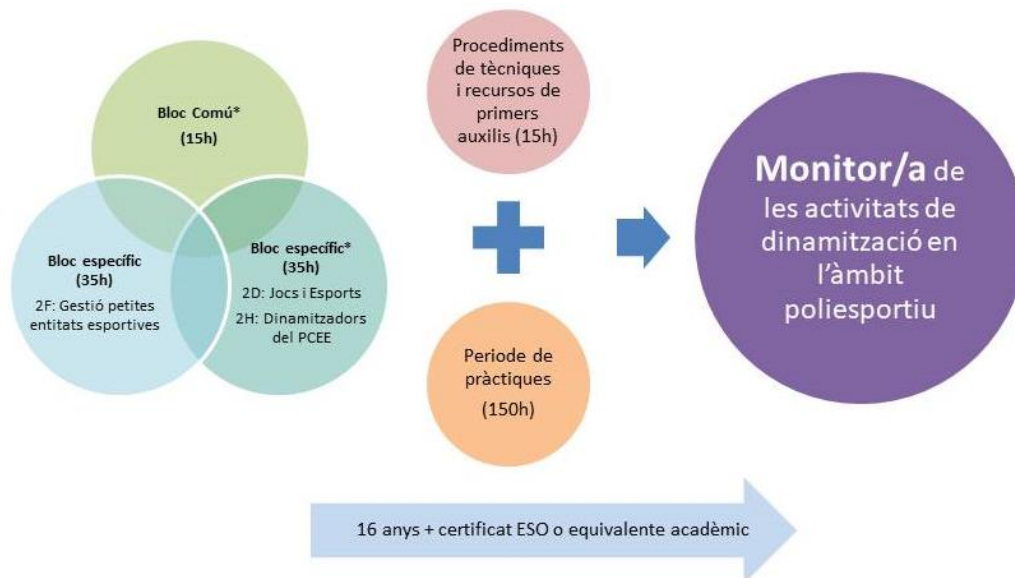 Bloc Comú*
(15h)
Bloc específic
(35h)
2F: Gestió petites
entitats esportives
Bloc específic*
(35h)
2D: Jocs i Esports
2H: Dinamitzadors
del PCEE
Procediments
de tècniques
i recursos de
primers
auxilis (15h)
Periode de
pràctiques
(150h)
Monitor/a de
les activitats de
dinamització en
l'àmbit
poliesportiu
16 anys + certificat ESO o equivalente acadèmic